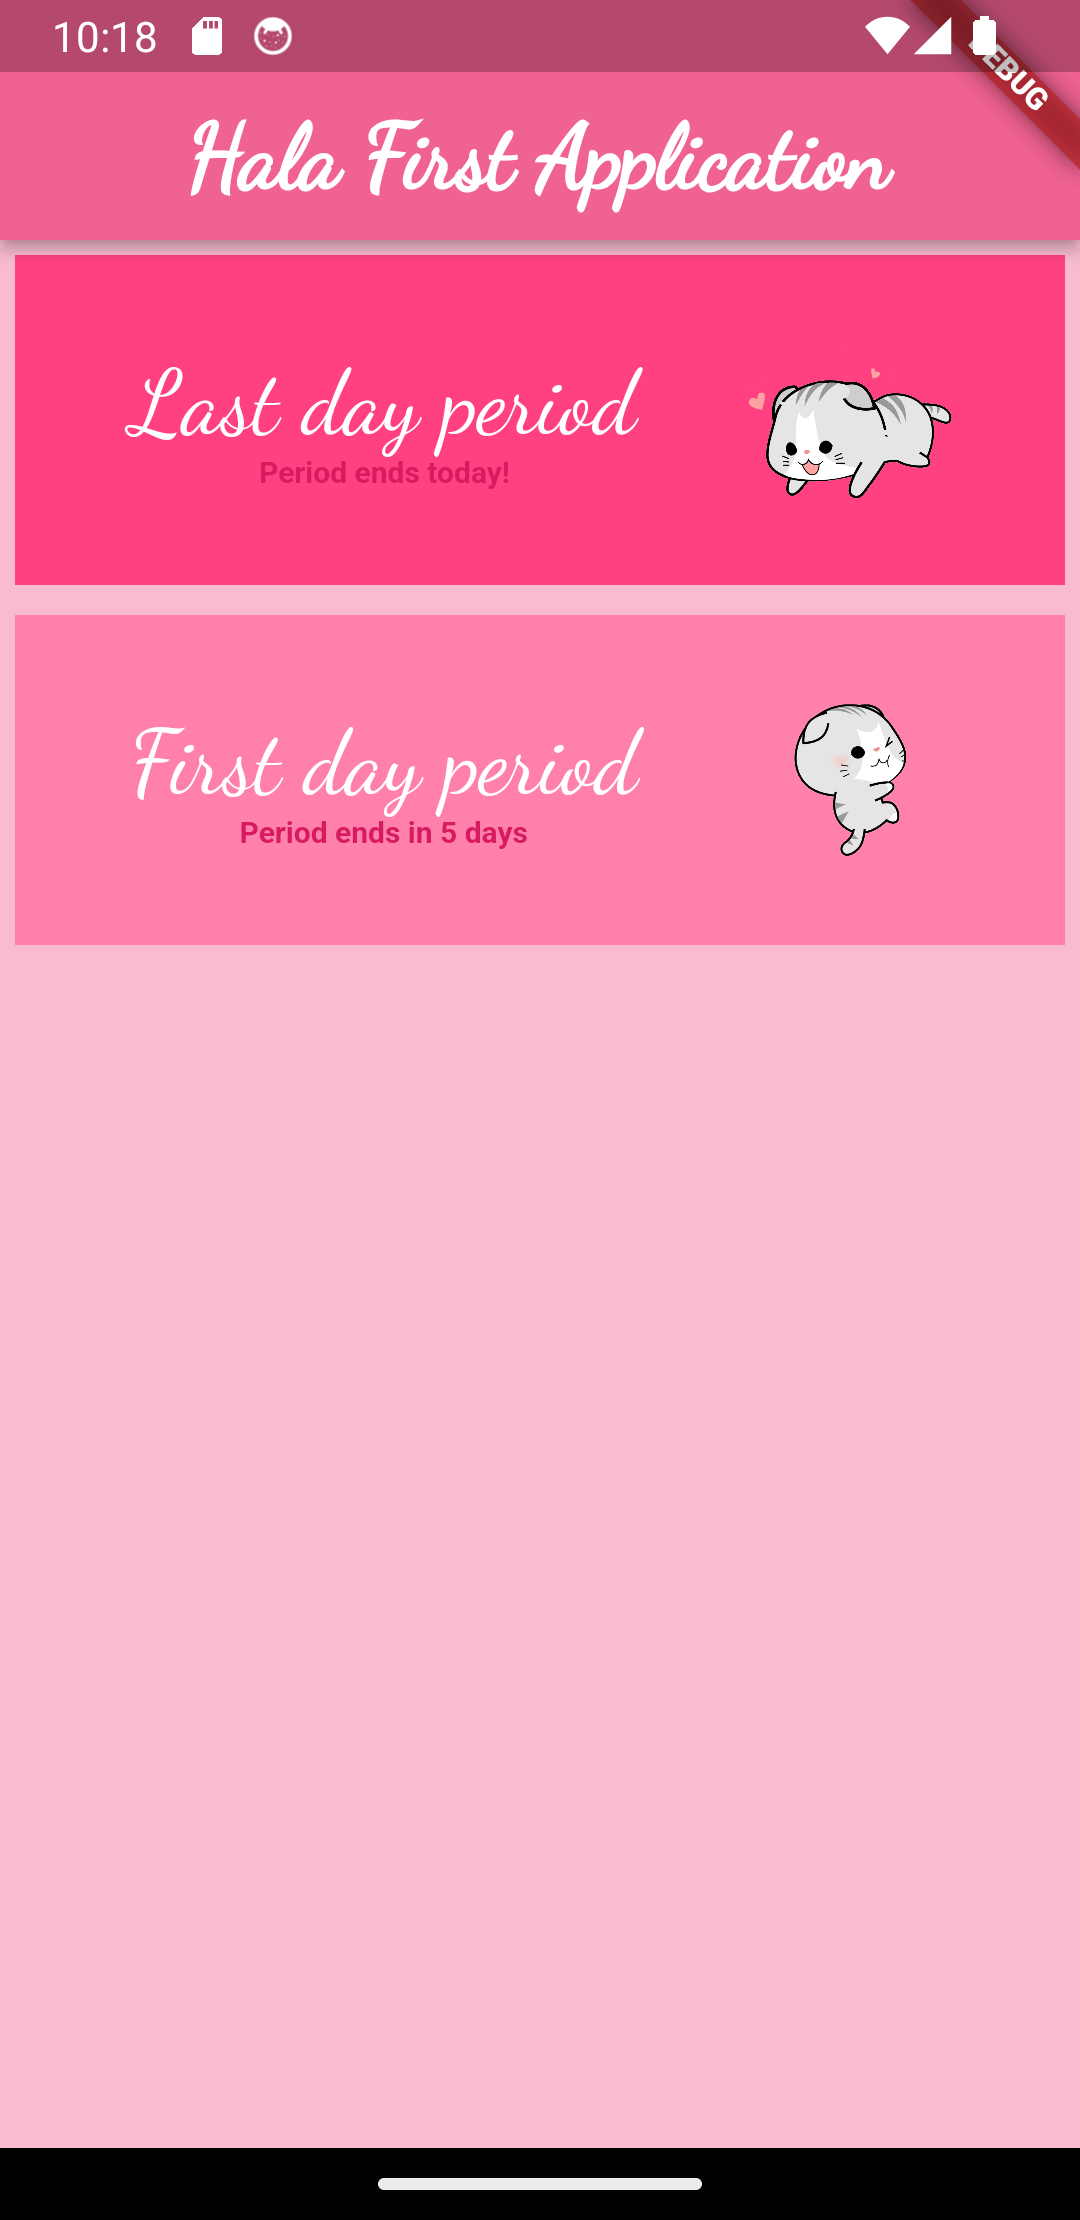 10:18
DEBUG
Hala First Application
Last day period
Period ends today!
First day period
Period ends in 5 days